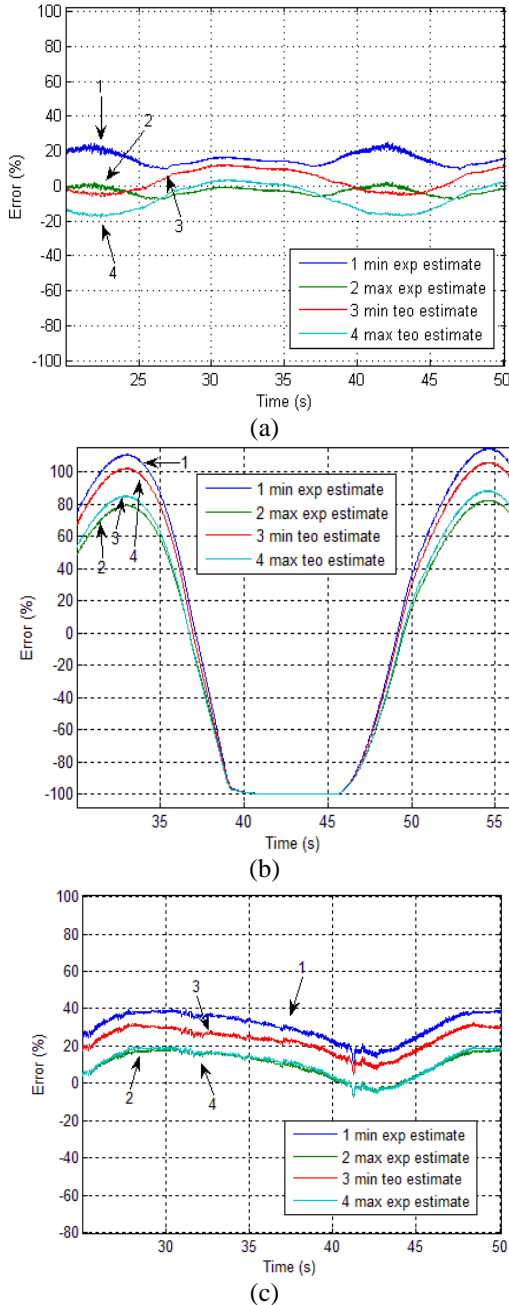 100
80
60
40
20
0
-20
-40
-60
-80
-100
Error (%)
1
2
3
4
1 min exp estimate
2 max exp estimate
3 min teo estimate
4 max teo estimate
25 30 35 40 45 50
Time (s)
(a)
100
80
60
40
20
0
-20
-40
-60
-80
-100
Error (%)
1
2
3
4
1 min exp estimate
2 max exp estimate
3 min teo estimate
4 max teo estimate
35 40 45 50 55
Time (s)
(b)
100
80
60
40
20
0
-20
-40
-60
-80
Error (%)
1
3
2
4
1 min exp estimate
2 max exp estimate
3 min teo estimate
4 max exp estimate
30 35 40 45 50
Time (s)
(c)